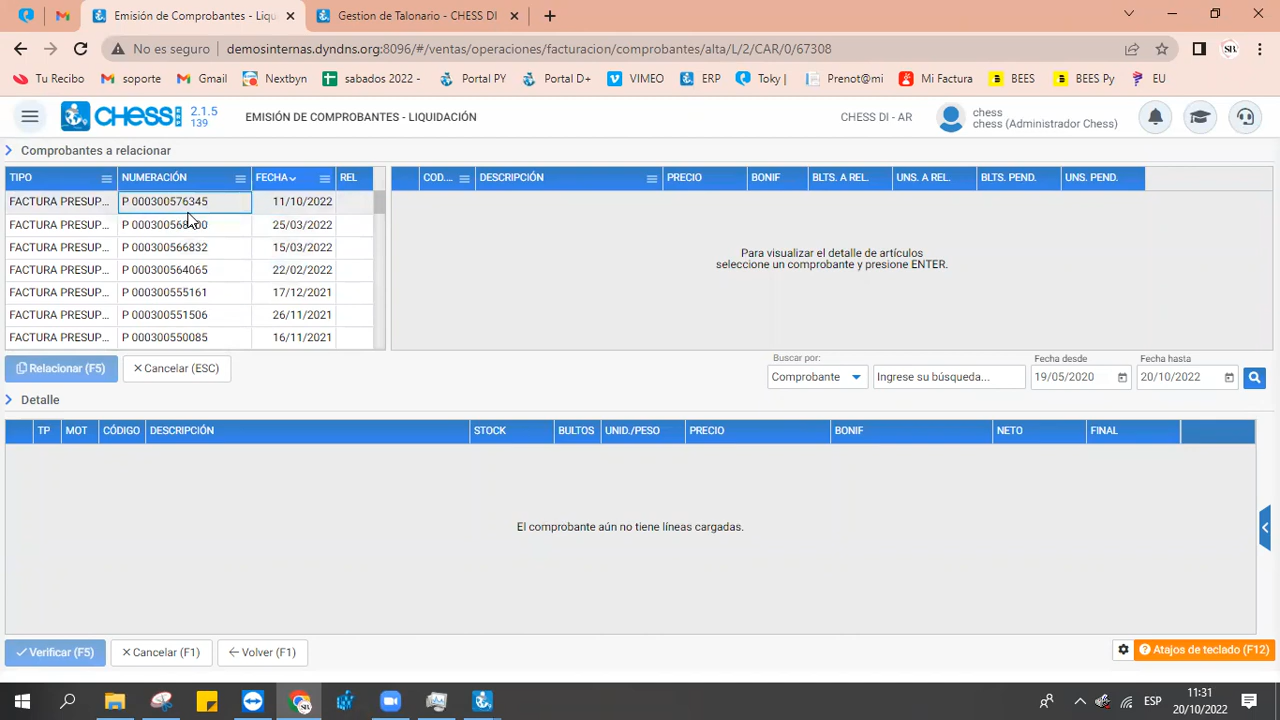 Emisión de Comprobantes - Liqu
Gestion de Talonario - CHESS DI
No es seguro
demosinternas.dyndns.org:8096/#/ventas/operaciones/facturacion/comprobantes/alta/L/2/CAR/0/67308
Tu Recibo
soporte
Gmail
Nextbyn
sabados 2022 -
Portal PY
Portal D+
VIMEO
ERP
Toky |
Prenot@mi
Mi Factura
BEES
BEES Py
EU
CHESS
2.1.5
139
EMISIÓN DE COMPROBANTES - LIQUIDACIÓN
CHESS DI - AR
chess
chess (Administrador Chess)
Comprobantes a relacionar
TIPO NUMERACIÓN FECHA REL
FACTURA PRESUP... P 000300576345 11/10/2022
FACTURA PRESUP... 25/03/2022
FACTURA PRESUP... P 000300566832 15/03/2022
FACTURA PRESUP... P 000300564065 22/02/2022
FACTURA PRESUP... P 000300555161 17/12/2021
FACTURA PRESUP... P 000300551506 26/11/2021
FACTURA PRESUP... P 000300550085 16/11/2021
COD.... DESCRIPCIÓN PRECIO BONIF BLTS. A REL. UNS. A REL. BLTS. PEND. UNS. PEND.
Para visualizar el detalle de artículos
seleccione un comprobante y presione ENTER.
Relacionar (F5)
Cancelar (ESC)
Buscar por:
Comprobante
Ingrese su búsqueda...
Fecha desde
19/05/2020
Fecha hasta
20/10/2022
Detalle
TP MOT CÓDIGO DESCRIPCIÓN STOCK BULTOS UNID./PESO PRECIO BONIF NETO FINAL
El comprobante aún no tiene líneas cargadas.
Verificar (F5)
Cancelar (F1)
Volver (F1)
Atajos de teclado (F12)
ESP
11:31
20/10/2022